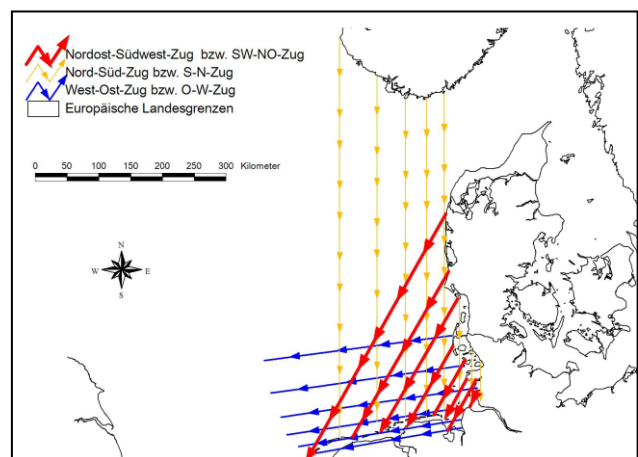 Nordost-Südwest-Zug bzw. SW-NO-Zug
Nord-Süd-Zug bzw. S-N-Zug
West-Ost-Zug bzw. O-W-Zug
Europäische Landesgrenzen
0 50 100 150 200 250 300 Kilometer
N
W E
S